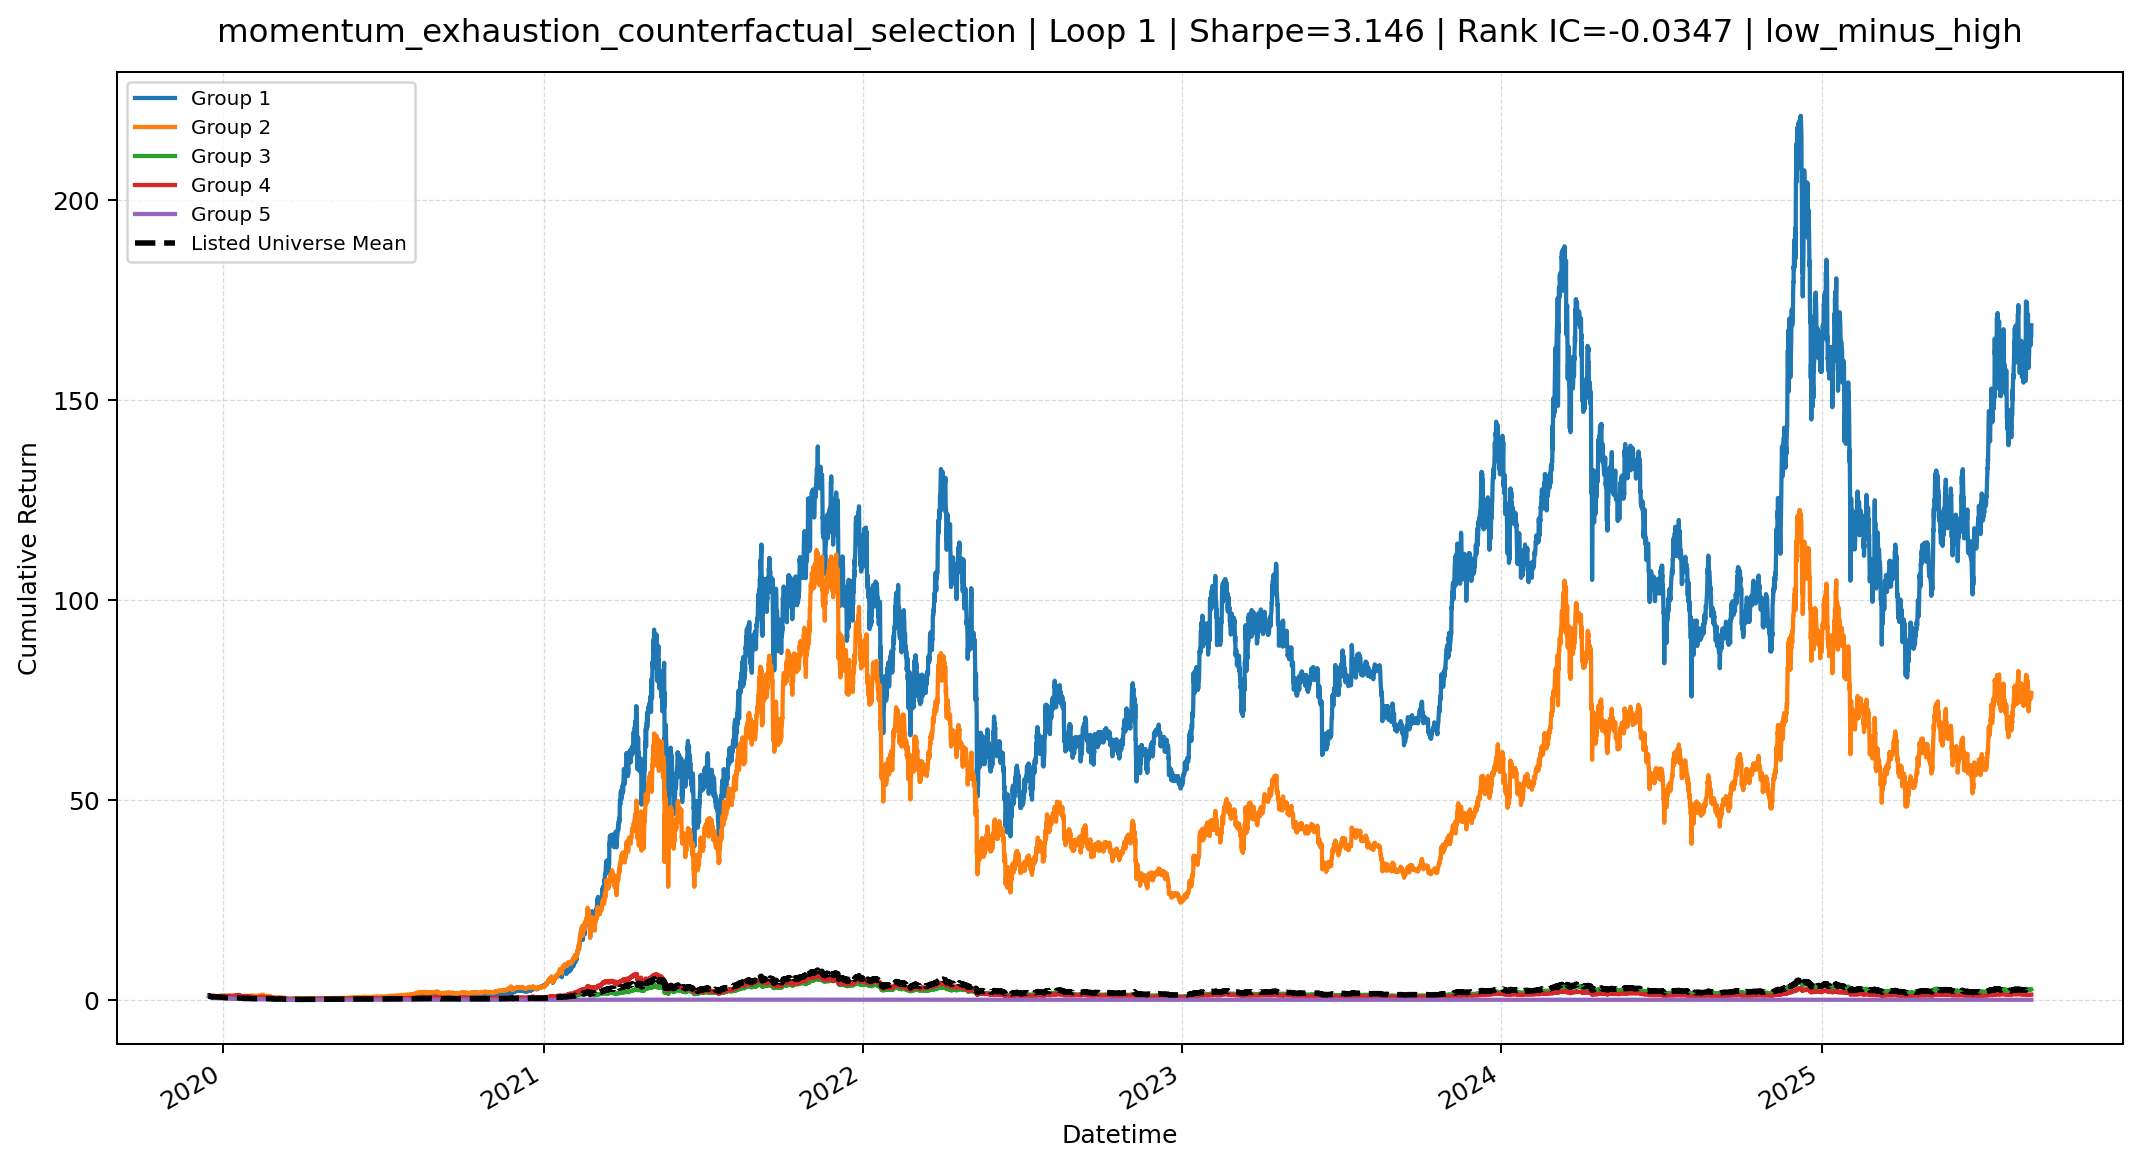 momentum_exhaustion_counterfactual_selection | Loop 1 | Sharpe=3.146 | Rank IC=-0.0347 | low_minus_high
Group 1
Group 2
Group 3
Group 4
Group 5
Listed Universe Mean
Cumulative Return
200
150
100
50
0
2020
2021
2022
2023
2024
2025
Datetime